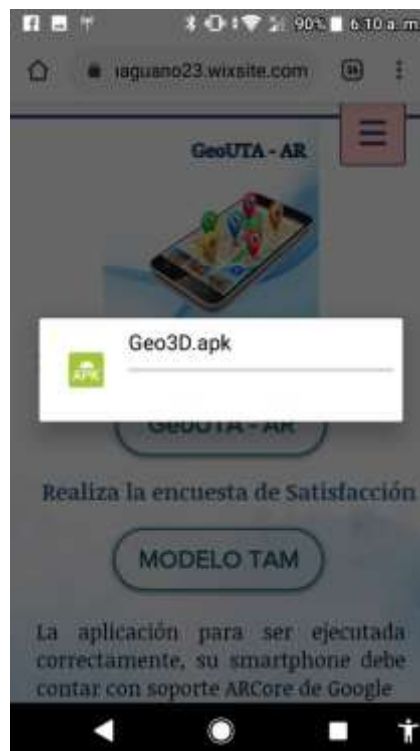 90% 6:10 a. m.
iaguano23.wixsite.com
GeoUTA - AR
Geo3D.apk
APK
GeoUTA - AR
Realiza la encuesta de Satisfacción
MODELO TAM
La aplicación para ser ejecutada
correctamente, su smartphone debe
contar con soporte ARCore de Google